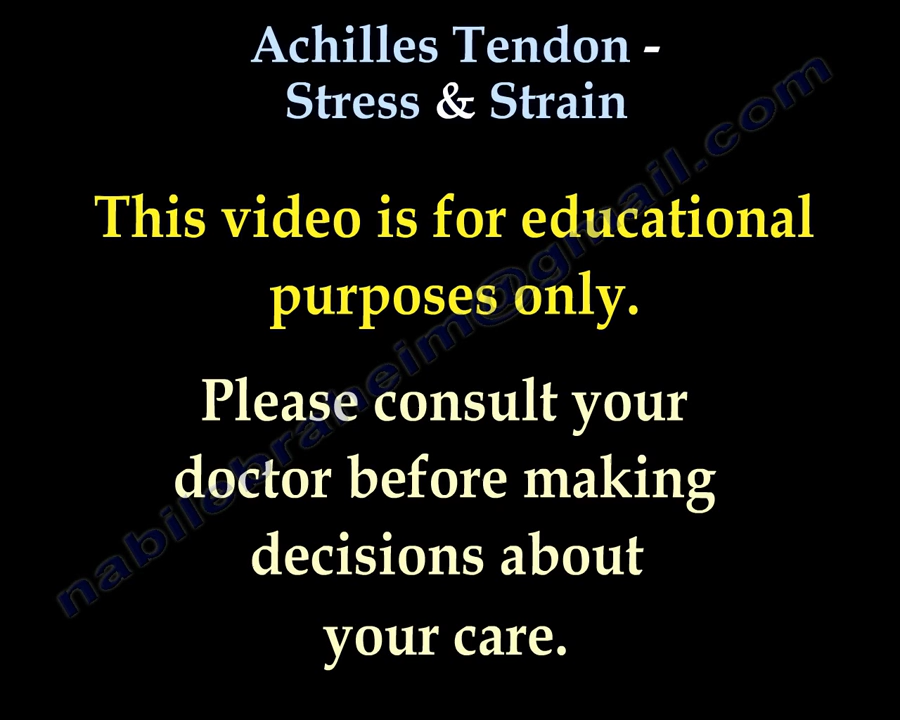 Achilles Tendon -
Stress & Strain
This video is for educational
purposes only.
Please consult your
doctor before making
decisions about
your care.
nabilebraheim@gmail.com